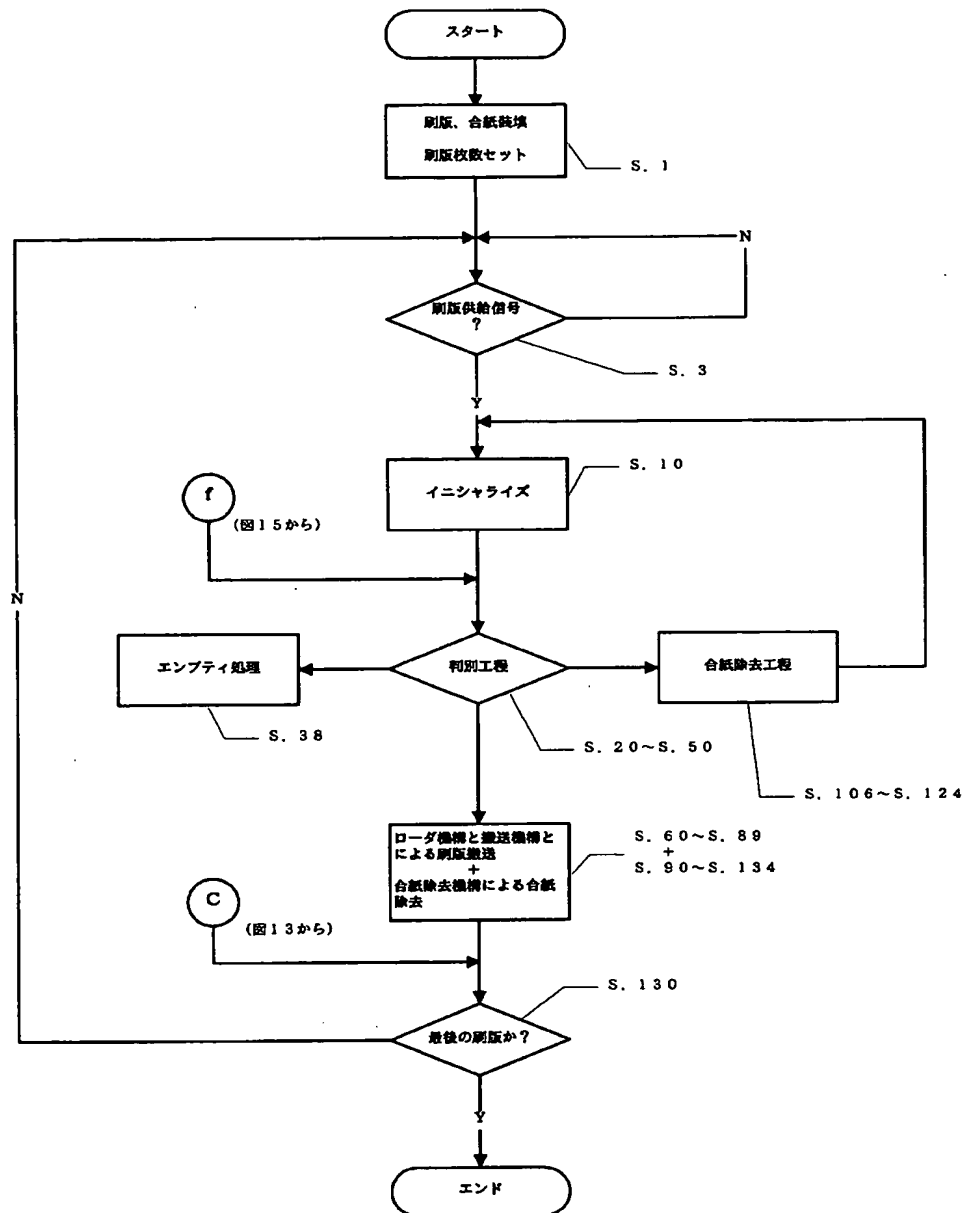 スタート
刷版、合紙装填
刷版枚数セット
S. 1
N
刷版供給信号
?
S. 3
Y
S. 10
イニシャライズ
f
(図15から)
N
エンプティ処理
判別工程
合紙除去工程
S. 38
S. 20~S. 50
S. 106~S. 124
ローダ機構と搬送機構と
による刷版搬送
+
合紙除去機構による合紙
除去
S. 60~S. 89
+
S. 90~S. 134
C
(図13から)
S. 130
最後の刷版か?
Y
エンド